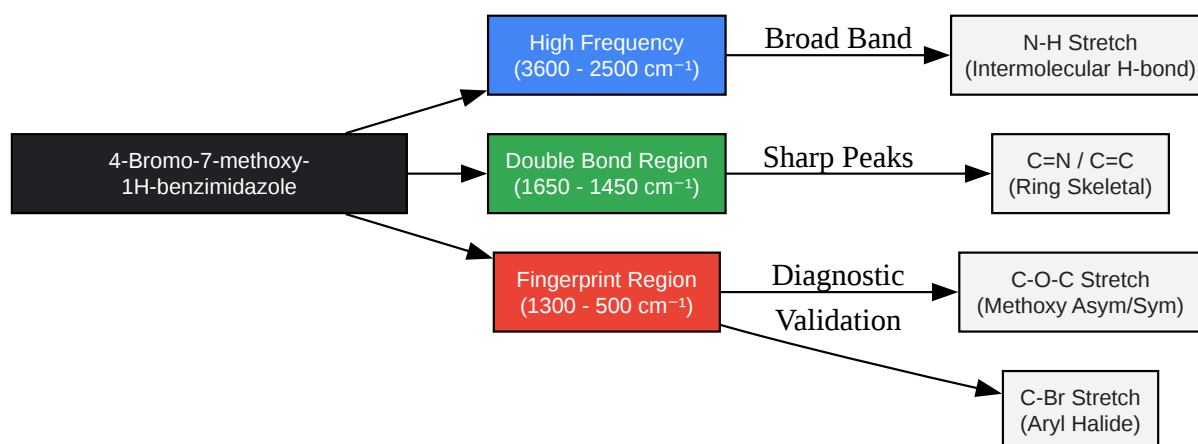 4-Bromo-7-methoxy-
1H-benzimidazole
High Frequency
(3600 - 2500 cm⁻¹)
Broad Band
N-H Stretch
(Intermolecular H-bond)
Double Bond Region
(1650 - 1450 cm⁻¹)
Sharp Peaks
C=N / C=C
(Ring Skeletal)
Fingerprint Region
(1300 - 500 cm⁻¹)
Diagnostic
C-O-C Stretch
(Methoxy Asym/Sym)
Validation
C-Br Stretch
(Aryl Halide)